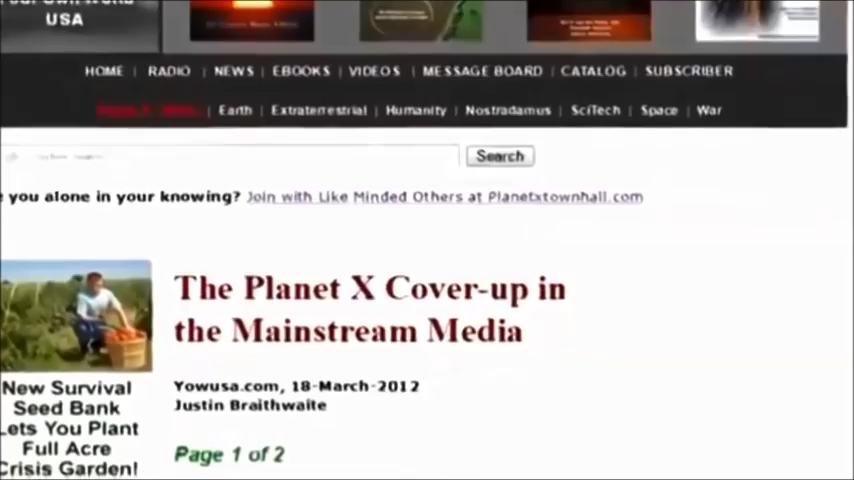 USA
HOME | RADIO | NEWS | EBOOKS | VIDEOS | MESSAGE BOARD | CATALOG | SUBSCRIBER
| Earth | Extraterrestrial | Humanity | Nostradamus | SciTech | Space | War
Search
you alone in your knowing? Join with Like Minded Others at Planetxtownhall.com
The Planet X Cover-up in
the Mainstream Media
Yowusa.com, 18-March-2012
Justin Braithwaite
Page 1 of 2
New Survival
Seed Bank
Lets You Plant
Full Acre
Crisis Garden!